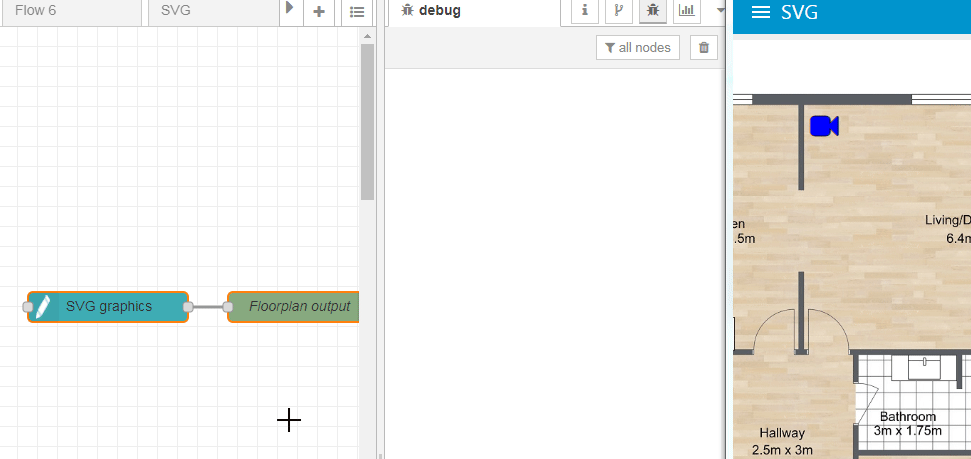 Flow 6
SVG
debug
all nodes
SVG graphics
Floorplan output
SVG
en
.5m
Living/D
6.4m
Bathroom
3m x 1.75m
Hallway
2.5m x 3m